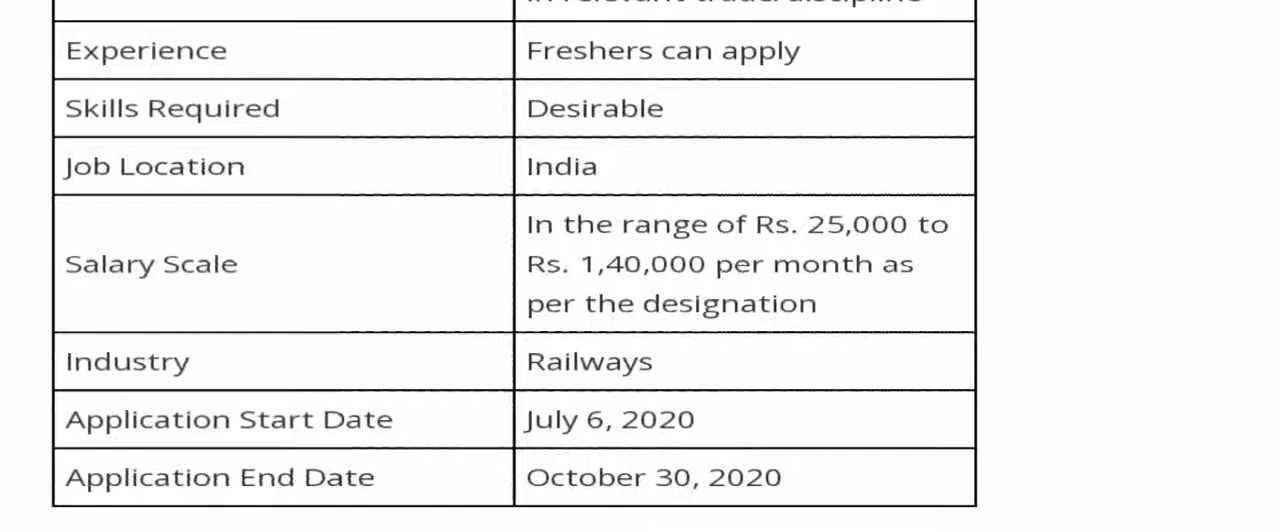 Experience Freshers can apply
Skills Required Desirable
Job Location India
In the range of Rs. 25,000 to
Salary Scale Rs. 1,40,000 per month as
per the designation
Industry Railways
Application Start Date July 6, 2020
Application End Date October 30, 2020